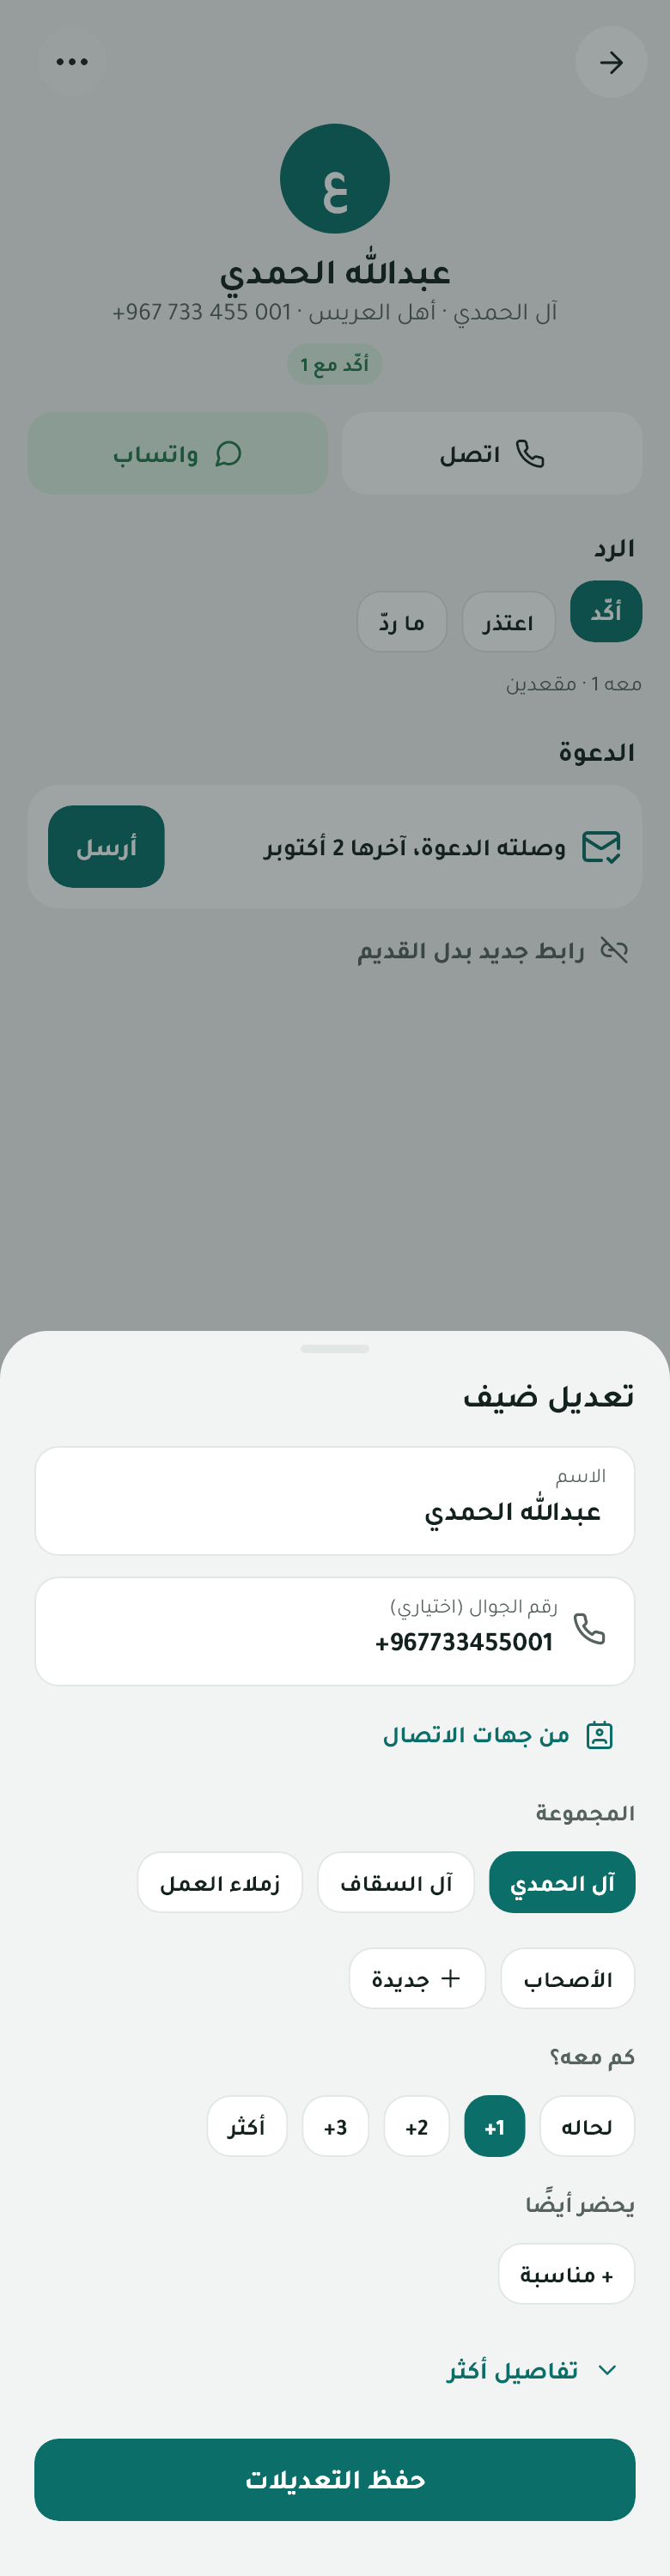 ع
عبدالله الحمدي
آل الحمدي · أهل العريس · 001 455 733 967+
أكّد مع 1
اتصل
واتساب
الرد
أكّد
اعتذر
ما ردّ
معه 1 · مقعدين
الدعوة
وصلته الدعوة، آخرها 2 أكتوبر
أرسل
رابط جديد بدل القديم
تعديل ضيف
الاسم
عبدالله الحمدي
رقم الجوال (اختياري)
967733455001+
من جهات الاتصال
المجموعة
آل الحمدي
آل السقاف
زملاء العمل
الأصحاب
جديدة
كم معه؟
لحاله
1+
2+
3+
أكثر
يحضر أيضًا
+ مناسبة
تفاصيل أكثر
حفظ التعديلات